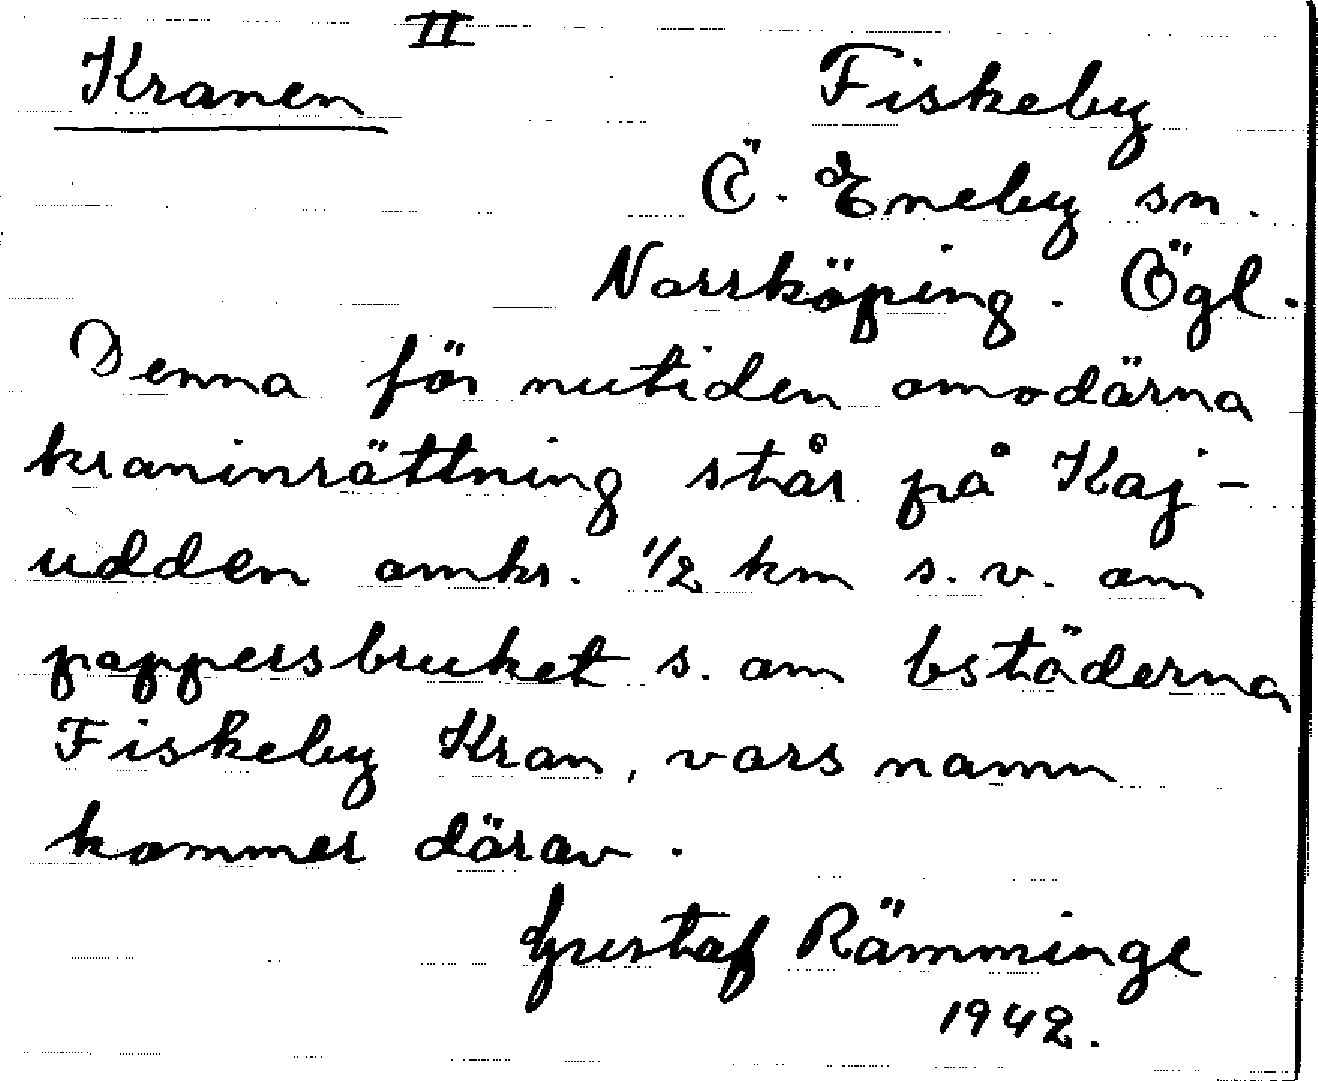 II
Kranen
Fiskeby
Ö. Eneby sn.
Norrköping. Ögl.
Denna för nutiden omodärna
kraninrättning står på Kaj-
udden omkr. 1/2 km s.v. om
pappersbruket s. om bstäderna
Fiskeby Kran, vars namn
kommer därav.
Gustaf Rämminge
1942.